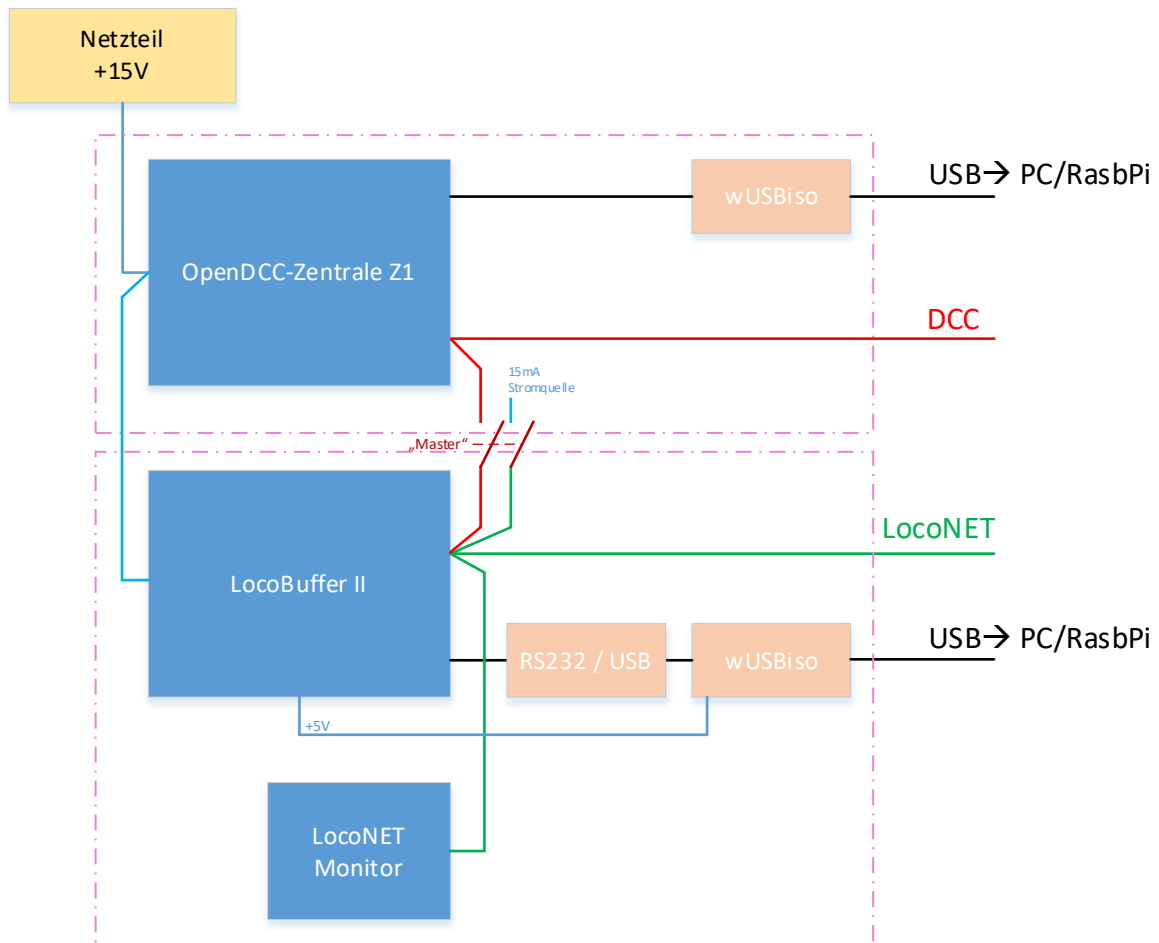 Netzteil
+15V
OpenDCC-Zentrale Z1
wUSBiso
USB→ PC/RasbPi
DCC
15mA
Stromquelle
„Master“
LocoBuffer II
LocoNET
RS232 / USB
wUSBiso
USB→ PC/RasbPi
+5V
LocoNET
Monitor